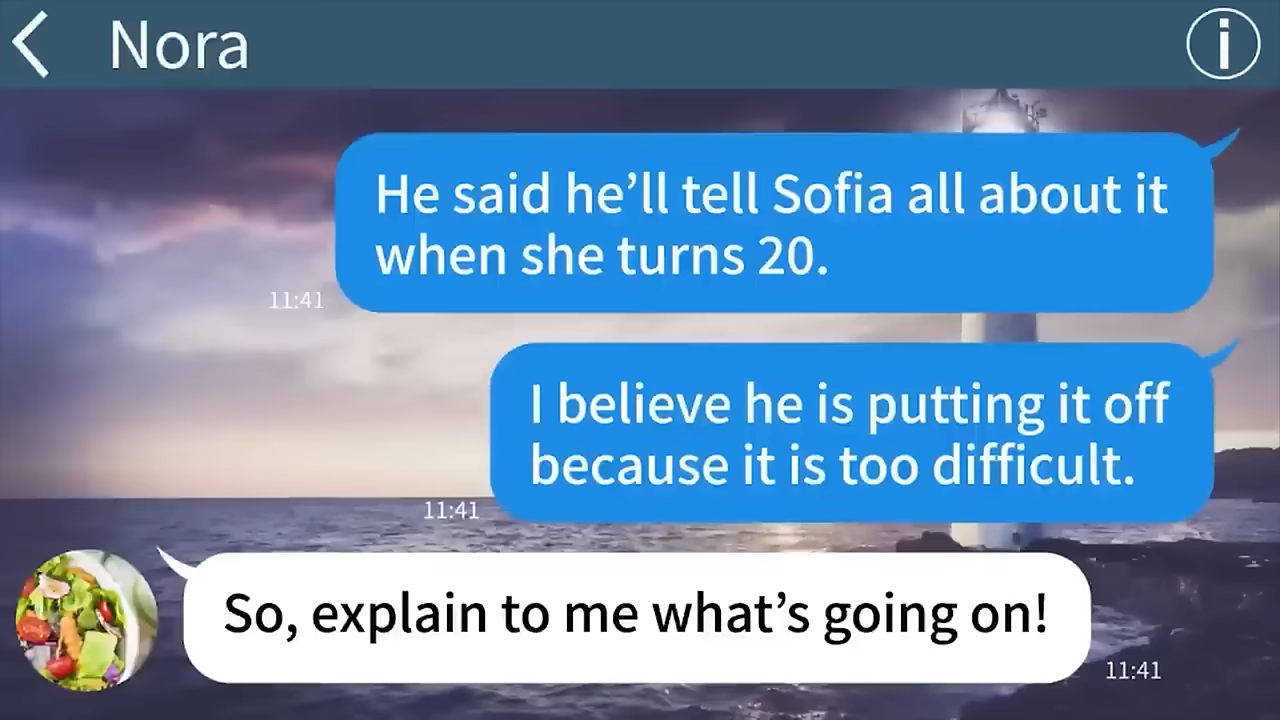 Nora
He said he’ll tell Sofia all about it
when she turns 20.
11:41
I believe he is putting it off
because it is too difficult.
11:41
So, explain to me what’s going on!
11:41